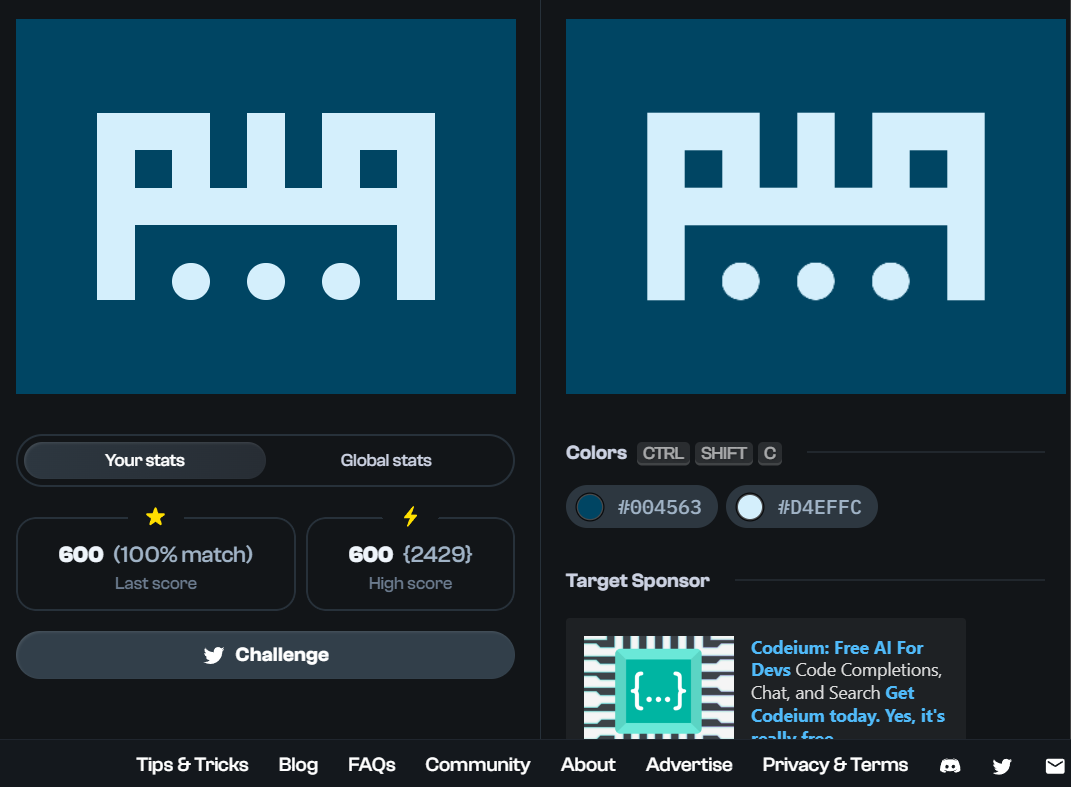 Your stats
Global stats
600 (100% match)
Last score
600 {2429}
High score
Challenge
Colors CTRL SHIFT C
#004563 #D4EFFC
Target Sponsor
{...}
Codeium: Free AI For
Devs Code Completions,
Chat, and Search Get
Codeium today. Yes, it's
really free
Tips & Tricks Blog FAQs Community About Advertise Privacy & Terms